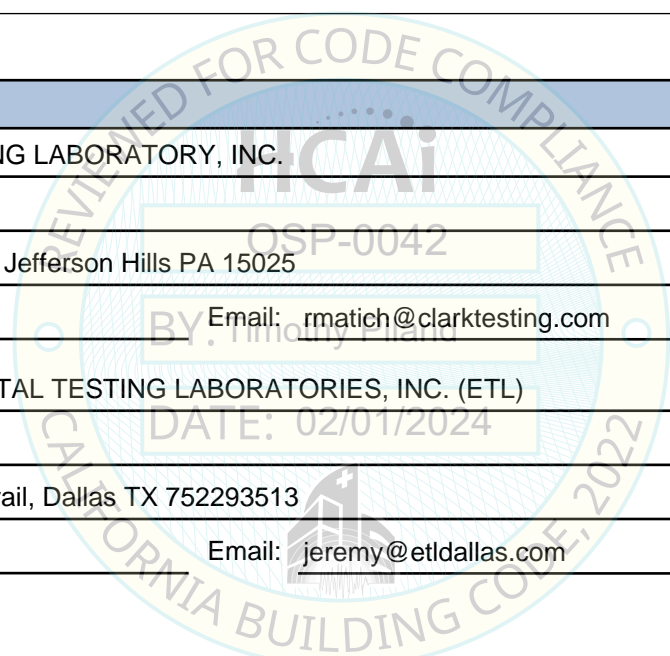 REVIEWED FOR CODE COMPLIANCE
HCAi
NG LABORATORY, INC.
OSP-0042
Jefferson Hills PA 15025
Email: rmatich@clarktesting.com
BY: Timothy Piland
TAL TESTING LABORATORIES, INC. (ETL)
DATE: 02/01/2024
rail, Dallas TX 752293513
Email: jeremy@etldallas.com
CALIFORNIA BUILDING CODE, 2022